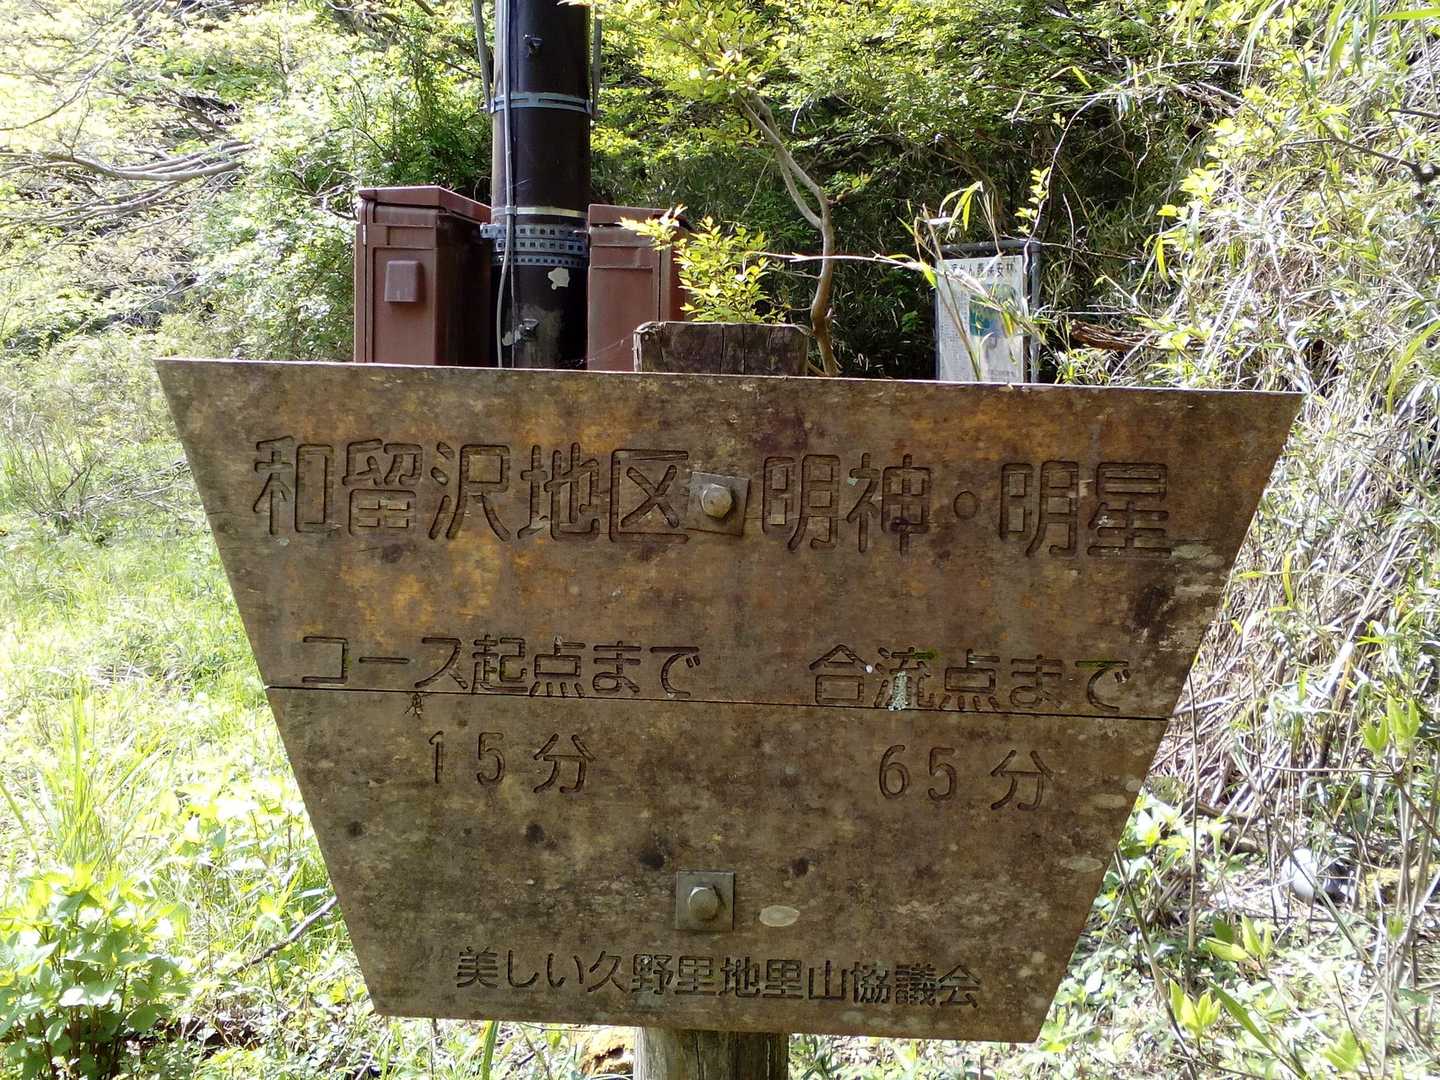 和留沢地区 明神・明星
コース起点まで 合流点まで
15分 65分
美しい久野里地里山協議会